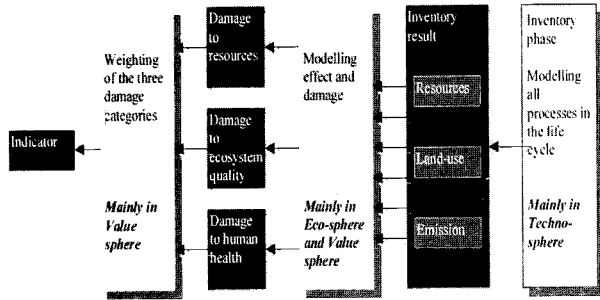 Indicator
Weighting
of the three
damage
categories
Mainly in
Value
sphere
Damage
to
resources
Damage
to
ecosystem
quality
Damage
to human
health
Modelling
effect and
damage
Mainly in
Eco-sphere
and Value
sphere
Inventory
result
Resources
Land-use
Emission
Inventory
phase
Modelling
all
processes
in the life
cycle
Mainly in
Techno-
sphere